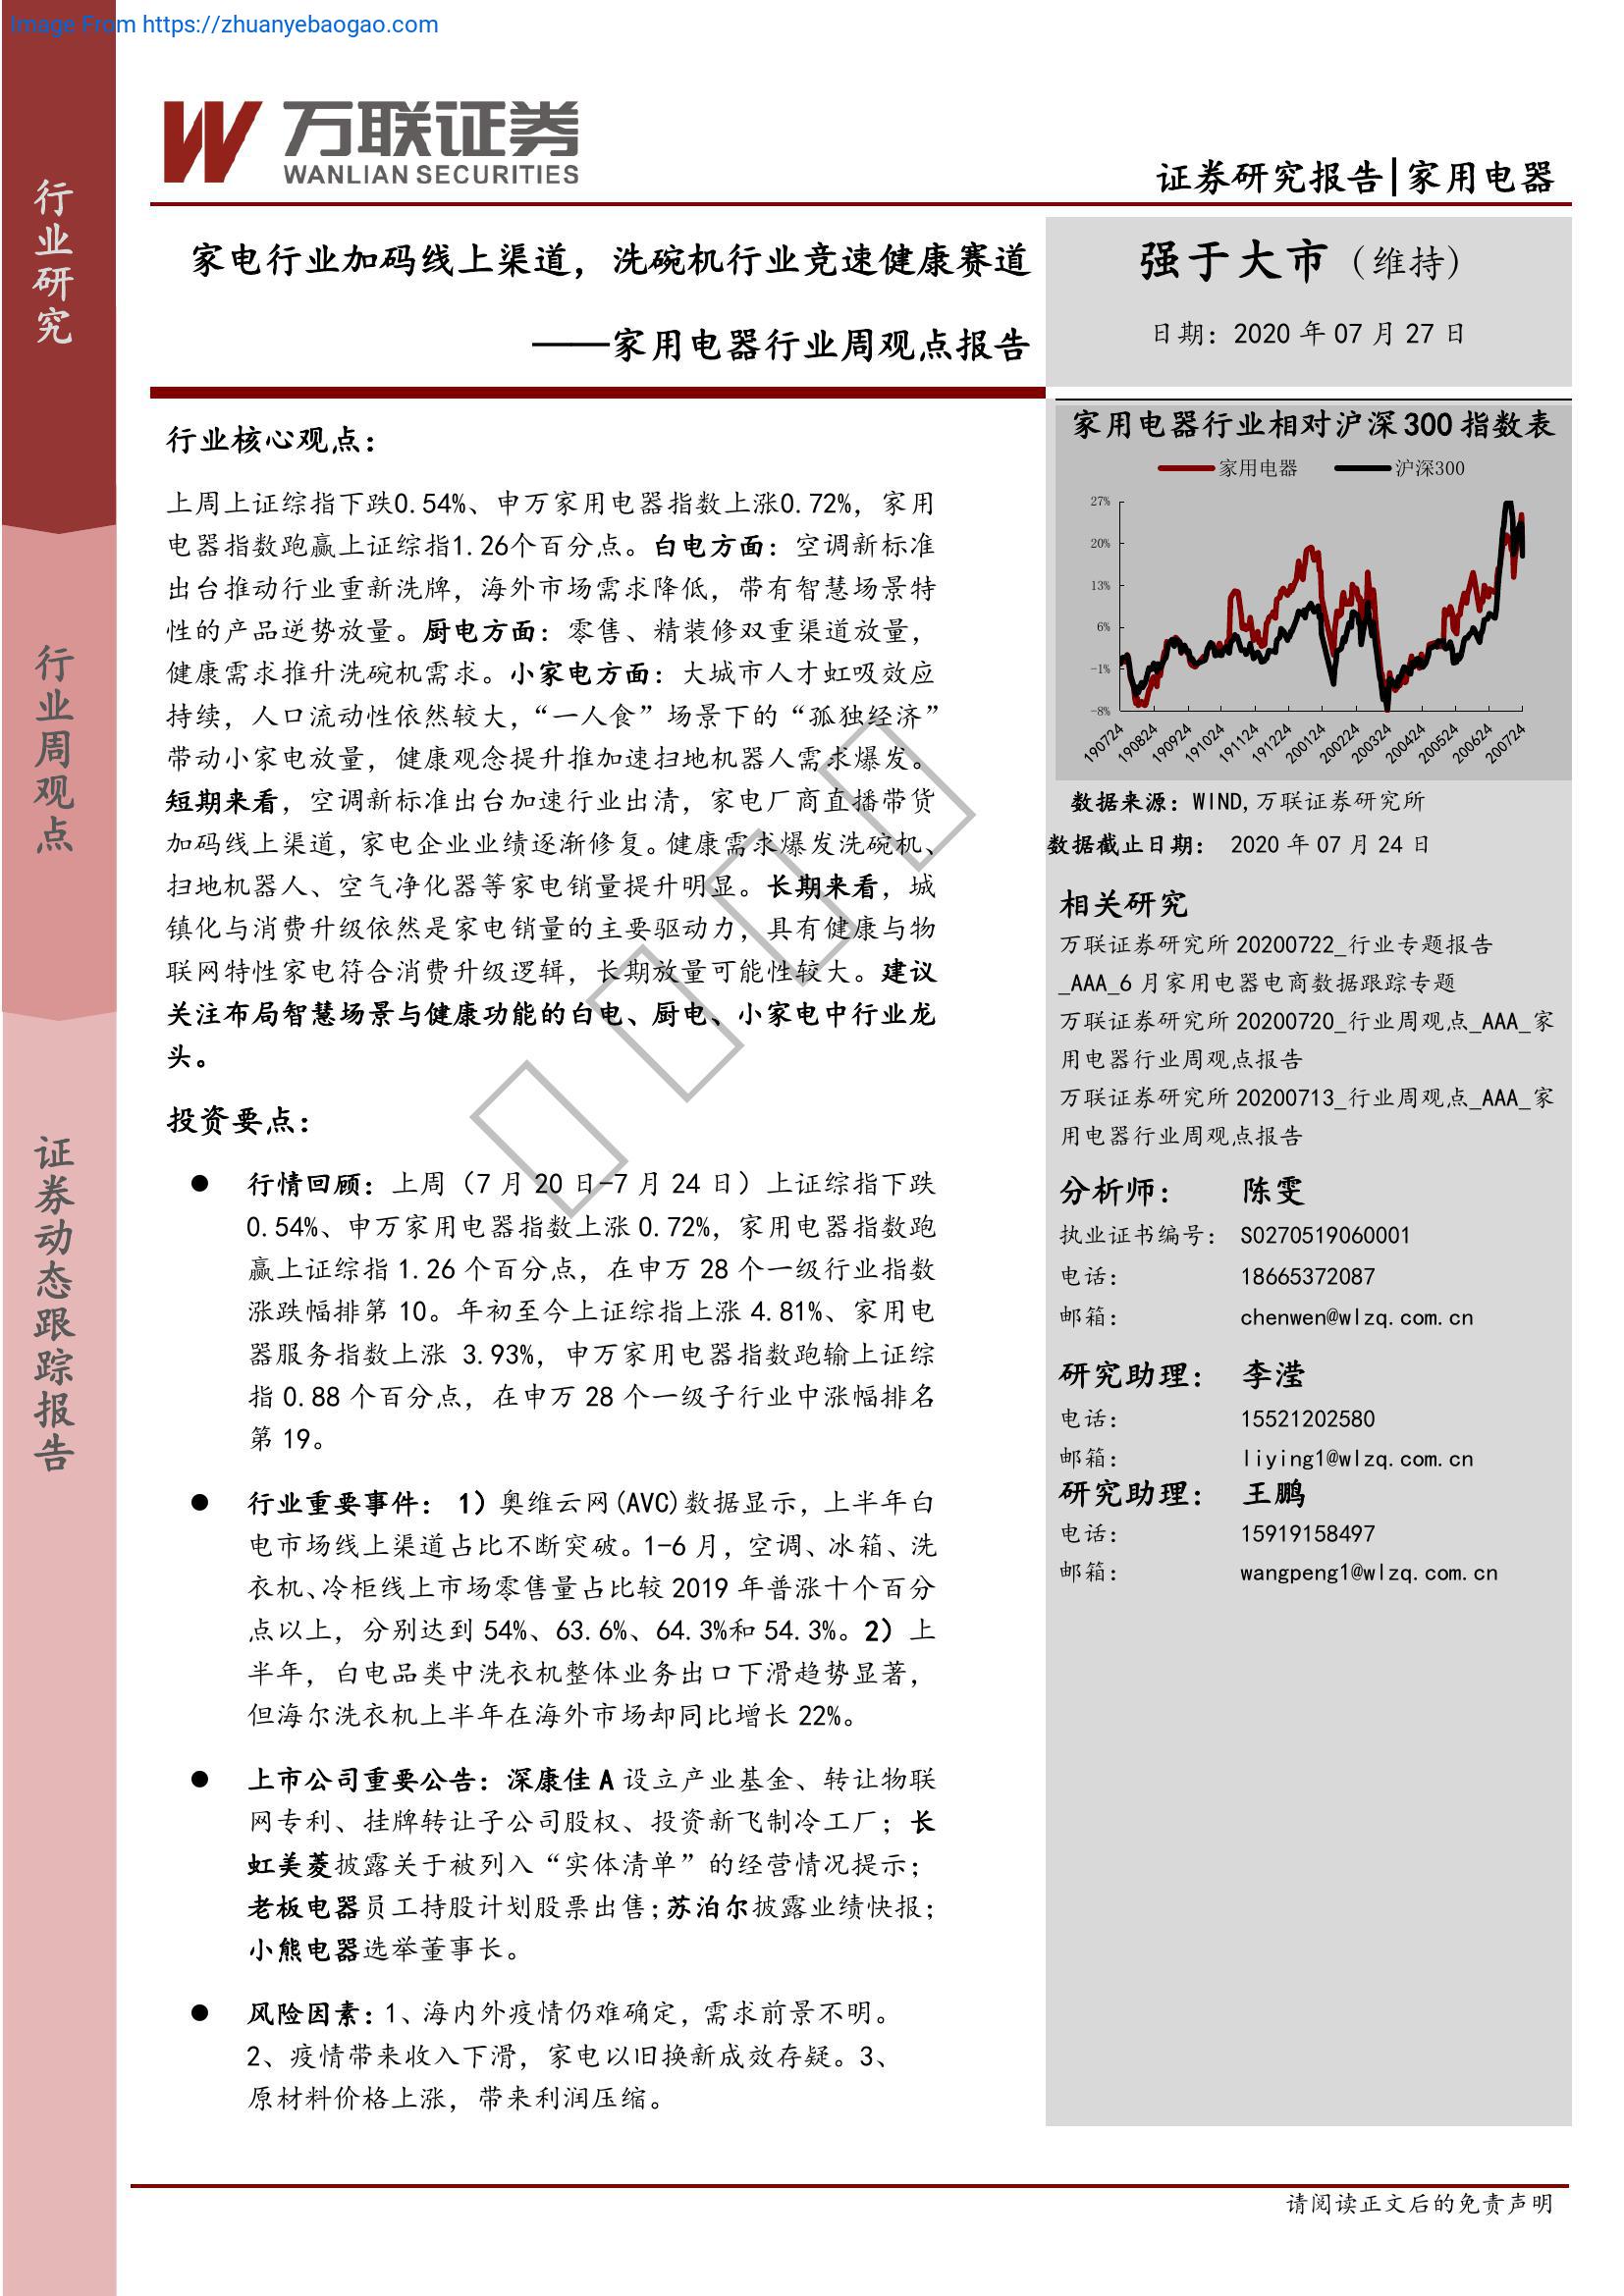 Image From https://zhuanyebaogao.com
万联证券
WANLIAN SECURITIES
证券研究报告|家用电器
行业研究
行业周观点
证券动态跟踪报告
家电行业加码线上渠道，洗碗机行业竞速健康赛道
——家用电器行业周观点报告
强于大市（维持）
日期：2020 年 07 月 27 日
行业核心观点：
上周上证综指下跌0.54%、申万家用电器指数上涨0.72%，家用
电器指数跑赢上证综指1.26个百分点。白电方面：空调新标准
出台推动行业重新洗牌，海外市场需求降低，带有智慧场景特
性的产品逆势放量。厨电方面：零售、精装修双重渠道放量，
健康需求推升洗碗机需求。小家电方面：大城市人才虹吸效应
持续，人口流动性依然较大，“一人食”场景下的“孤独经济”
带动小家电放量，健康观念提升推加速扫地机器人需求爆发。
短期来看，空调新标准出台加速行业出清，家电厂商直播带货
加码线上渠道，家电企业业绩逐渐修复。健康需求爆发洗碗机、
扫地机器人、空气净化器等家电销量提升明显。长期来看，城
镇化与消费升级依然是家电销量的主要驱动力，具有健康与物
联网特性家电符合消费升级逻辑，长期放量可能性较大。建议
关注布局智慧场景与健康功能的白电、厨电、小家电中行业龙
头。
投资要点：
● 行情回顾：上周（7 月 20 日-7 月 24 日）上证综指下跌
0.54%、申万家用电器指数上涨 0.72%，家用电器指数跑
赢上证综指 1.26 个百分点，在申万 28 个一级行业指数
涨跌幅排第 10。年初至今上证综指上涨 4.81%、家用电
器服务指数上涨 3.93%，申万家用电器指数跑输上证综
指 0.88 个百分点，在申万 28 个一级子行业中涨幅排名
第 19。
● 行业重要事件： 1）奥维云网(AVC)数据显示，上半年白
电市场线上渠道占比不断突破。1-6 月，空调、冰箱、洗
衣机、冷柜线上市场零售量占比较 2019 年普涨十个百分
点以上，分别达到 54%、63.6%、64.3%和 54.3%。2）上
半年，白电品类中洗衣机整体业务出口下滑趋势显著，
但海尔洗衣机上半年在海外市场却同比增长 22%。
● 上市公司重要公告：深康佳 A 设立产业基金、转让物联
网专利、挂牌转让子公司股权、投资新飞制冷工厂；长
虹美菱披露关于被列入“实体清单”的经营情况提示；
老板电器员工持股计划股票出售；苏泊尔披露业绩快报；
小熊电器选举董事长。
● 风险因素：1、海内外疫情仍难确定，需求前景不明。
2、疫情带来收入下滑，家电以旧换新成效存疑。3、
原材料价格上涨，带来利润压缩。
家用电器行业相对沪深 300 指数表
家用电器 沪深300
27%
20%
13%
6%
-1%
-8%
190724 190824 190924 191024 191124 191224 200124 200224 200324 200424 200524 200624 200724
数据来源：WIND,万联证券研究所
数据截止日期： 2020 年 07 月 24 日
相关研究
万联证券研究所 20200722_行业专题报告
_AAA_6 月家用电器电商数据跟踪专题
万联证券研究所 20200720_行业周观点_AAA_家
用电器行业周观点报告
万联证券研究所 20200713_行业周观点_AAA_家
用电器行业周观点报告
分析师： 陈雯
执业证书编号： S0270519060001
电话： 18665372087
邮箱： chenwen@wlzq.com.cn
研究助理： 李滢
电话： 15521202580
邮箱： liying1@wlzq.com.cn
研究助理： 王鹏
电话： 15919158497
邮箱： wangpeng1@wlzq.com.cn
请阅读正文后的免责声明